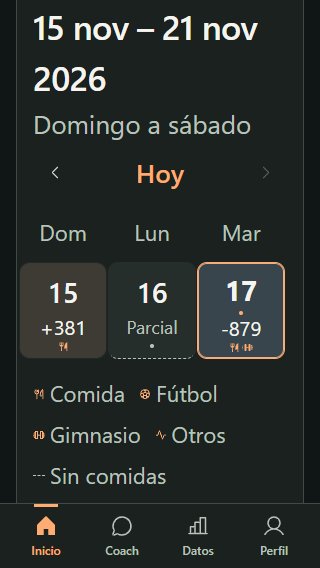 15 nov – 21 nov
2026
Domingo a sábado
Hoy
Dom Lun Mar
15 16 17
+381 Parcial -879
Comida Fútbol
Gimnasio Otros
Sin comidas
Inicio Coach Datos Perfil